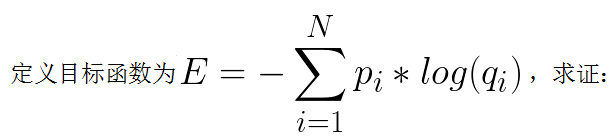 定义目标函数为 $E = -\sum_{i=1}^{N} p_i * log(q_i)$ ，求证：